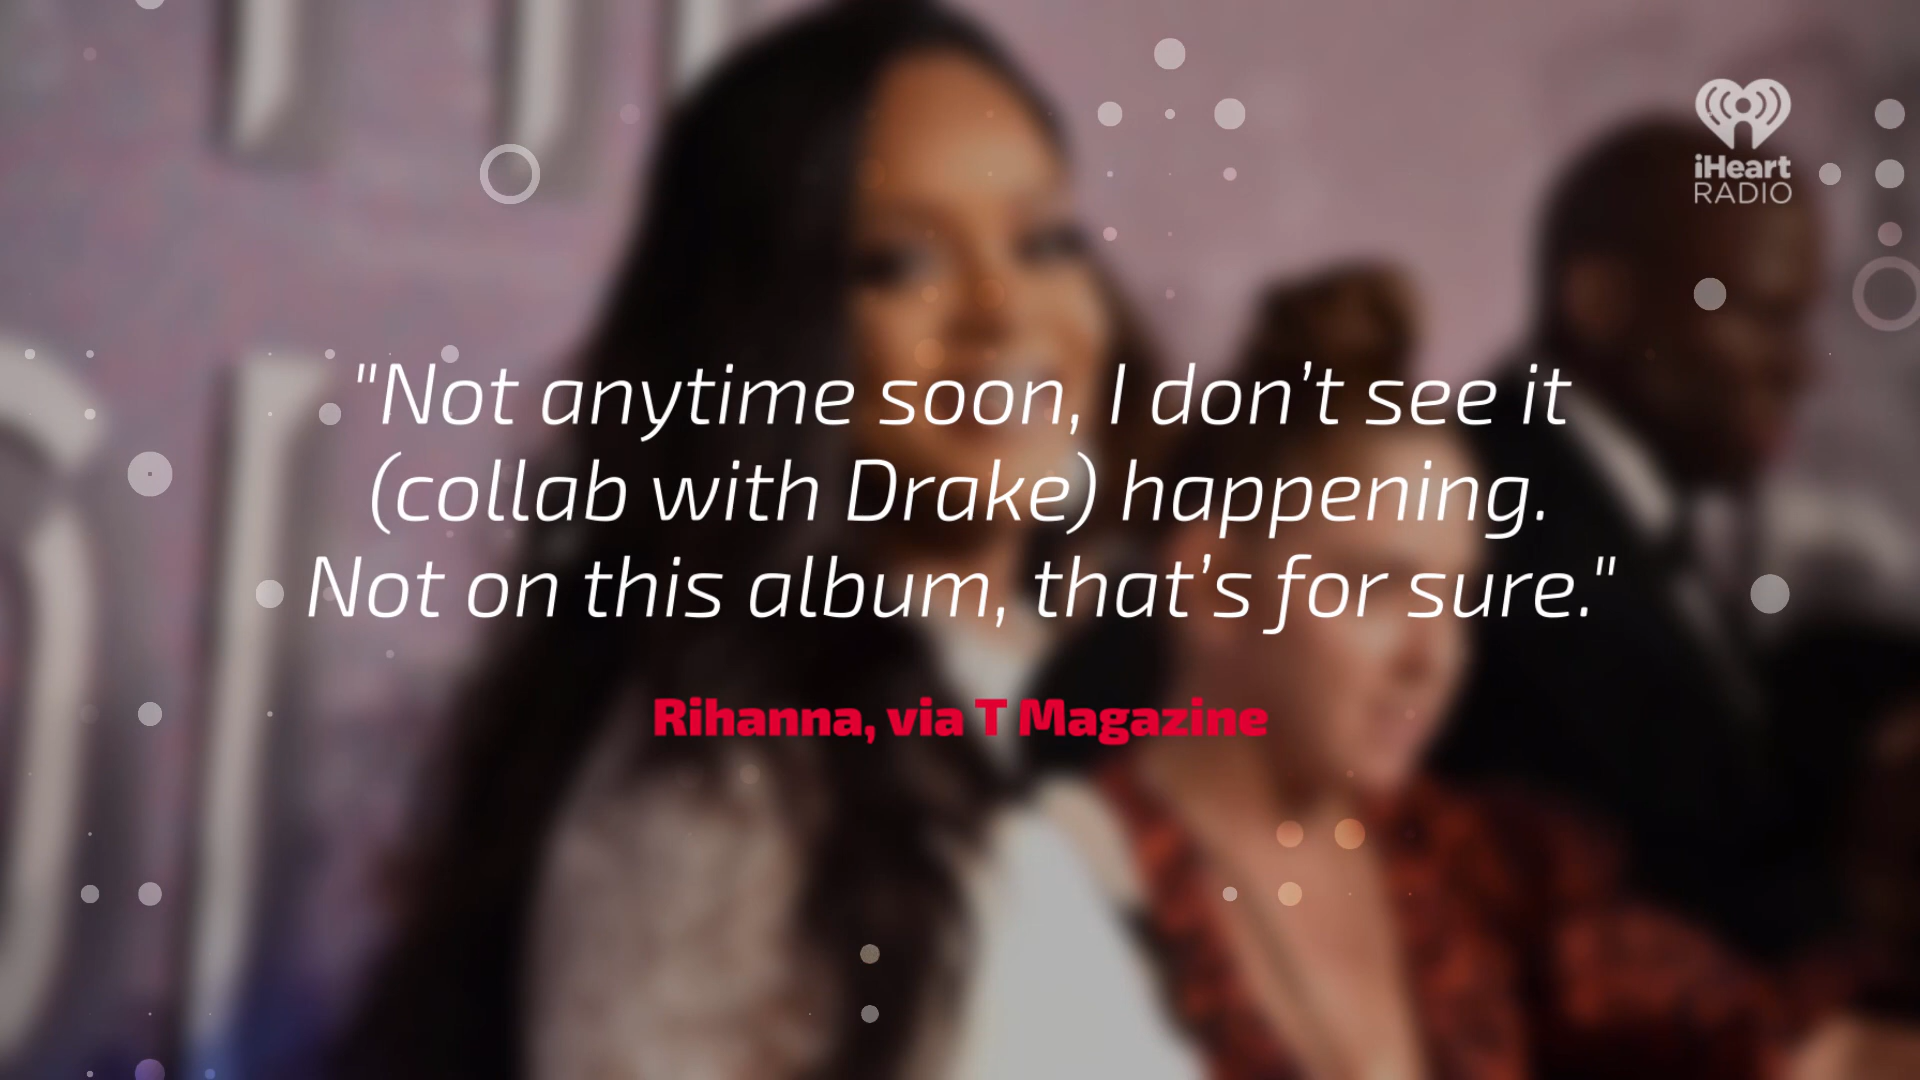 iHeart
RADIO
"Not anytime soon, I don’t see it
(collab with Drake) happening.
Not on this album, that’s for sure."
Rihanna, via T Magazine